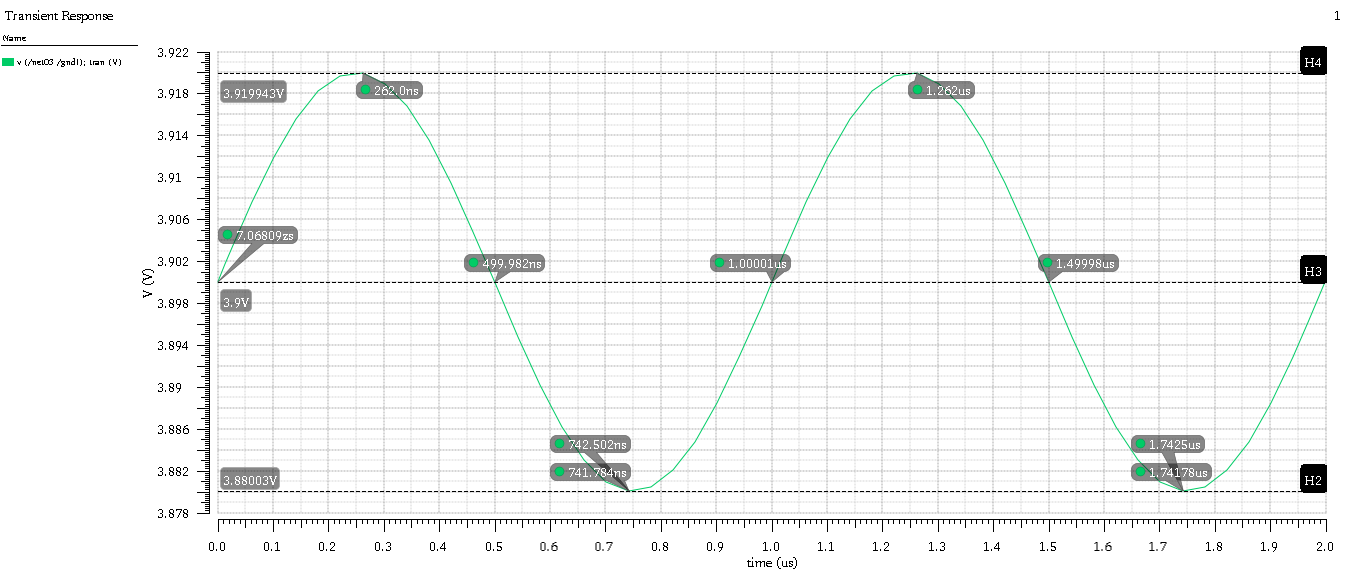 Transient Response
1
Name
v (/net03 /gnd!); tran (V)
V (V)
3.922
3.918
3.914
3.91
3.906
3.902
3.898
3.894
3.89
3.886
3.882
3.878
H4
3.919943V
262.0ns
1.262us
7.06809zs
499.982ns
1.00001us
1.49998us
H3
3.9V
742.502ns
741.784ns
1.7425us
1.74178us
3.88003V
H2
0.0 0.1 0.2 0.3 0.4 0.5 0.6 0.7 0.8 0.9 1.0 1.1 1.2 1.3 1.4 1.5 1.6 1.7 1.8 1.9 2.0
time (us)